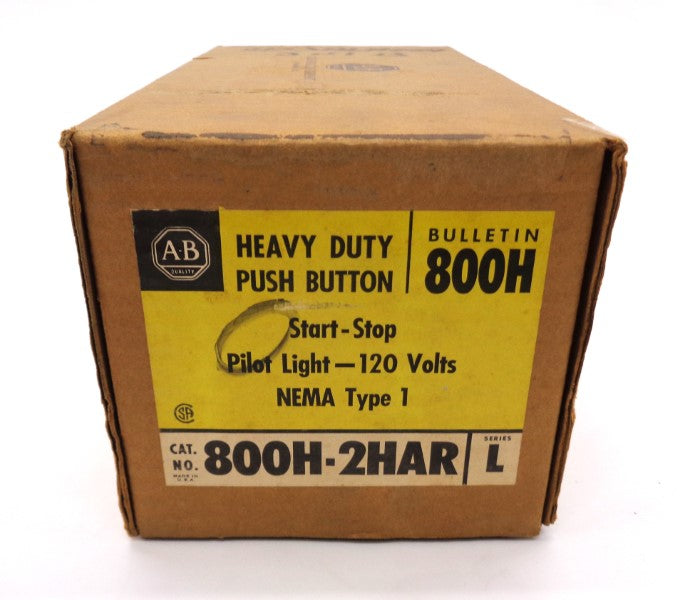 A-B
QUALITY
HEAVY DUTY
PUSH BUTTON
BULLETIN
800H
Start-Stop
Pilot Light—120 Volts
NEMA Type 1
CSA
CAT.
NO.
MADE IN
U.S.A.
800H-2HAR
SERIES
L